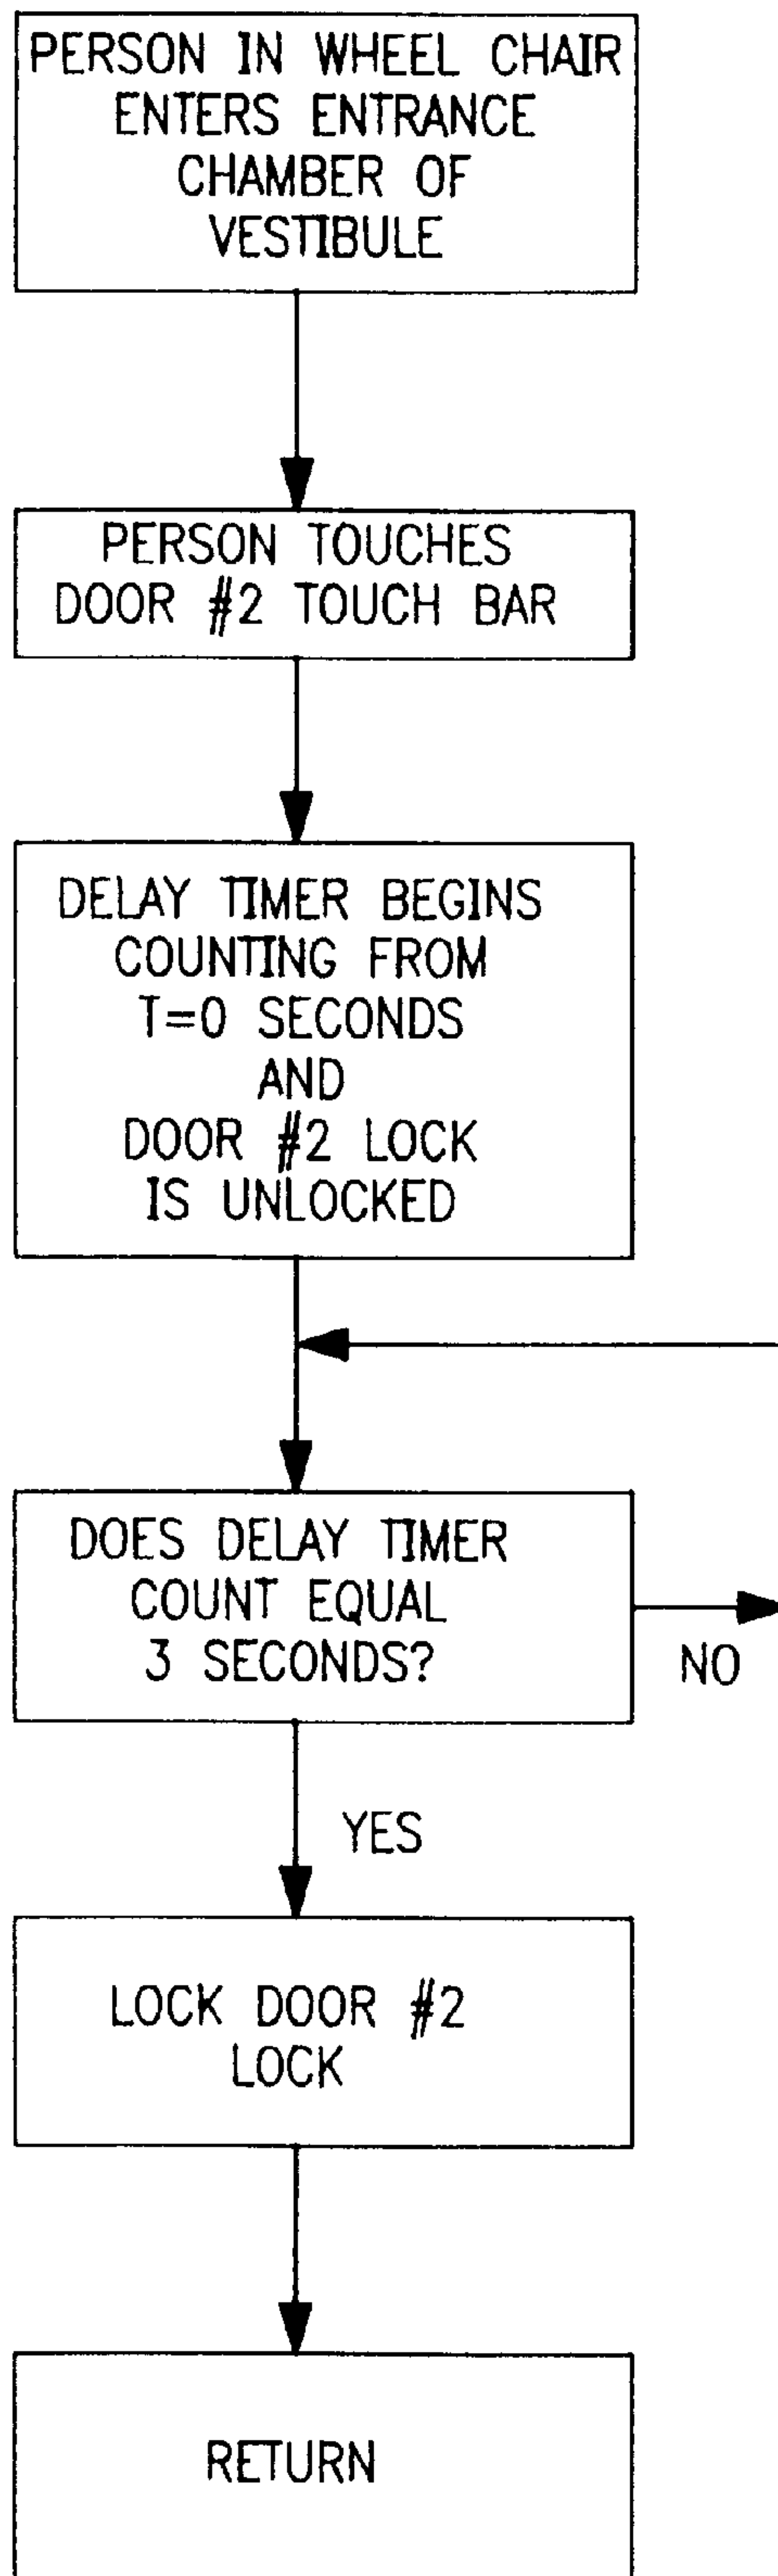 PERSON IN WHEEL CHAIR
ENTERS ENTRANCE
CHAMBER OF
VESTIBULE
PERSON TOUCHES
DOOR #2 TOUCH BAR
DELAY TIMER BEGINS
COUNTING FROM
T=0 SECONDS
AND
DOOR #2 LOCK
IS UNLOCKED
DOES DELAY TIMER
COUNT EQUAL
3 SECONDS?
NO
YES
LOCK DOOR #2
LOCK
RETURN